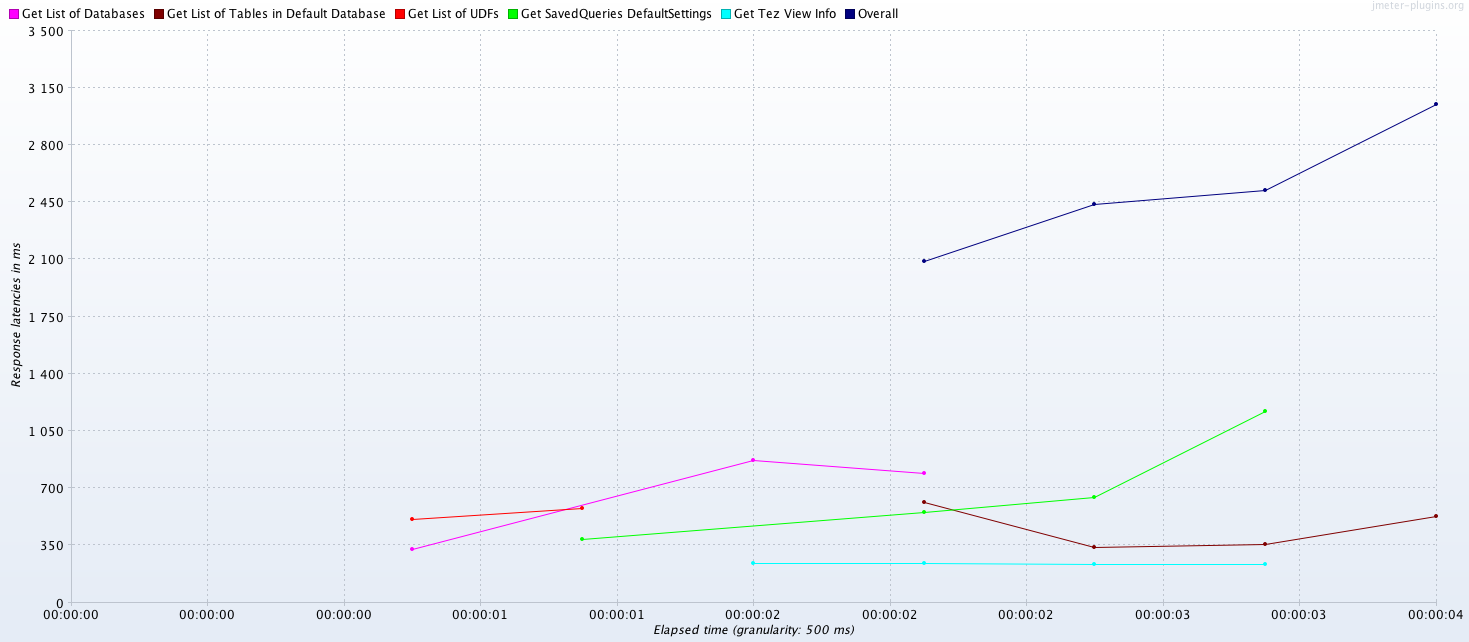 jmeter-plugins.org
Get List of Databases Get List of Tables in Default Database Get List of UDFs Get SavedQueries DefaultSettings Get Tez View Info Overall
3 500
3 150
2 800
2 450
2 100
1 750
1 400
1 050
700
350
0
Response latencies in ms
00:00:00 00:00:00 00:00:00 00:00:01 00:00:01 00:00:02 00:00:02 00:00:02 00:00:03 00:00:03 00:00:04
Elapsed time (granularity: 500 ms)